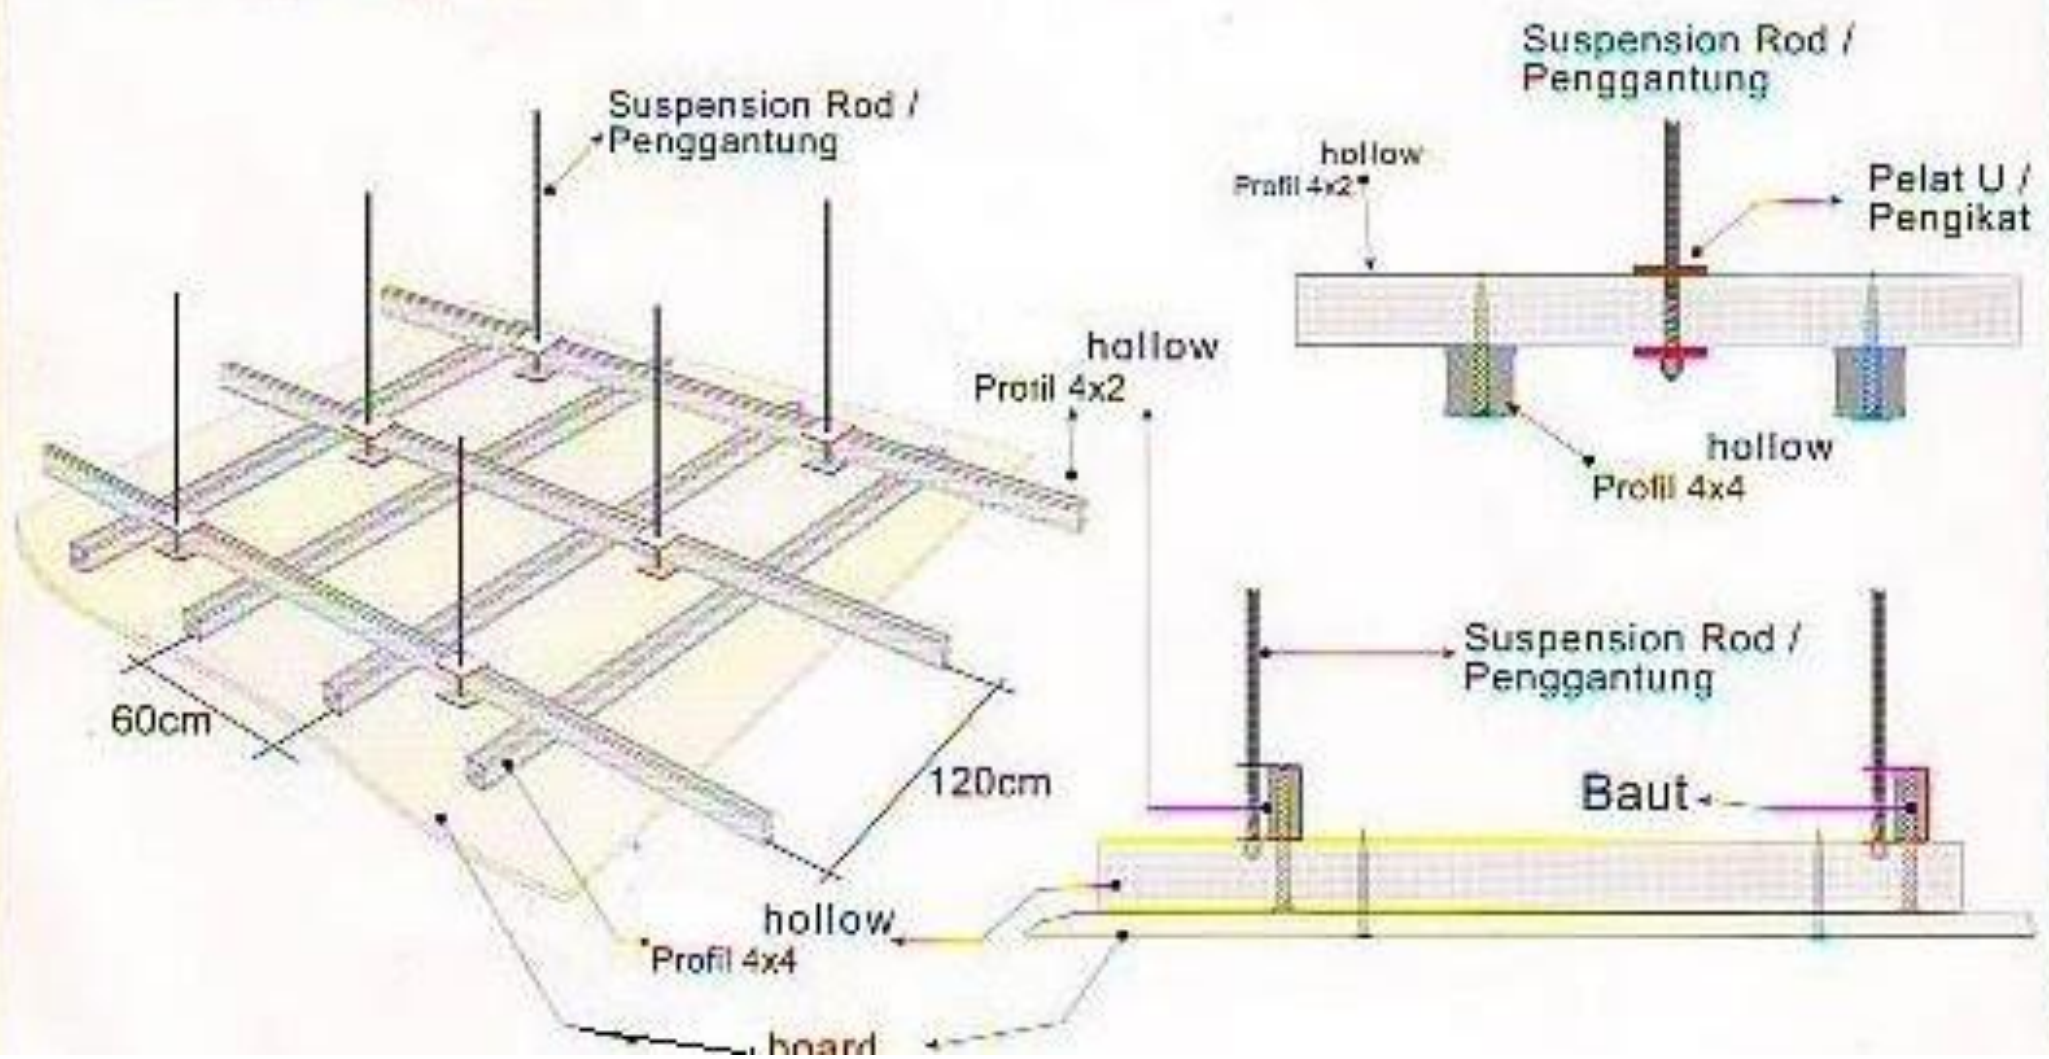 Suspension Rod /
Penggantung
Suspension Rod /
Penggantung
hollow
Profil 4x2
Pelat U /
Pengikat
hollow
Profil 4x2
hollow
Profil 4x4
60cm
120cm
Suspension Rod /
Penggantung
Baut
hollow
Profil 4x4
board